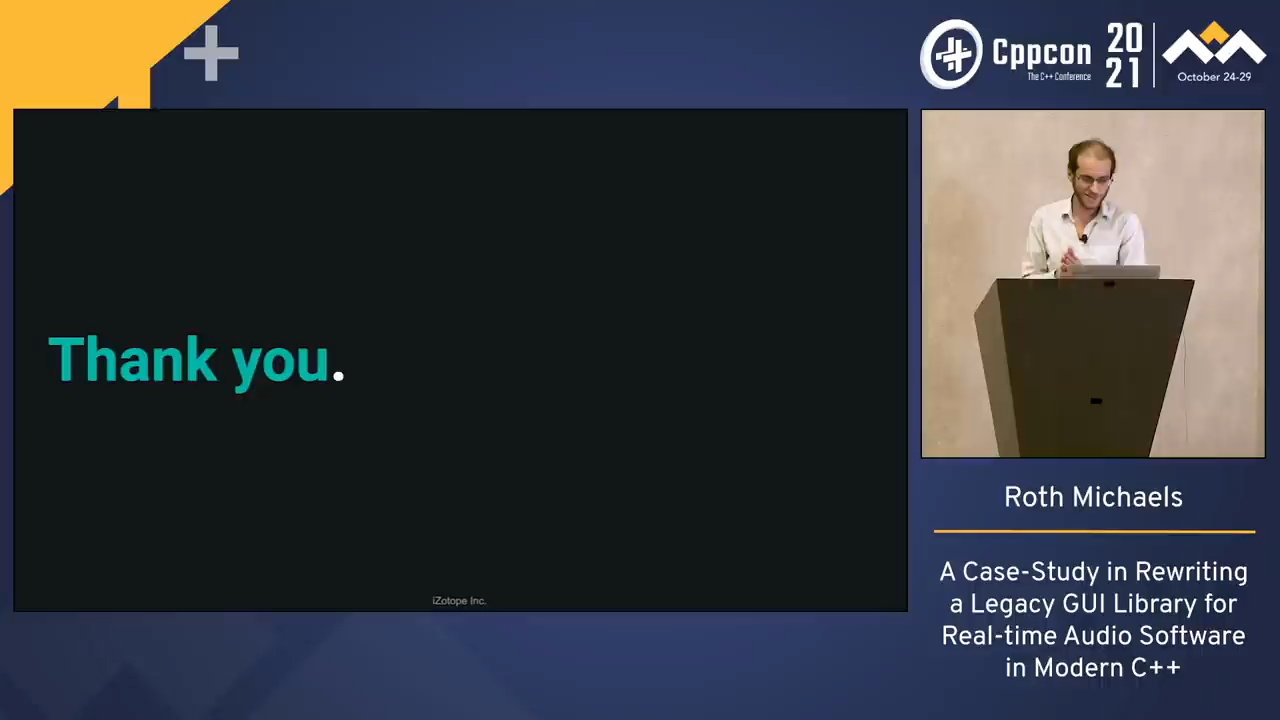 Cppcon
The C++ Conference
20
21
October 24-29
Thank you.
iZotope Inc.
Roth Michaels
A Case-Study in Rewriting
a Legacy GUI Library for
Real-time Audio Software
in Modern C++